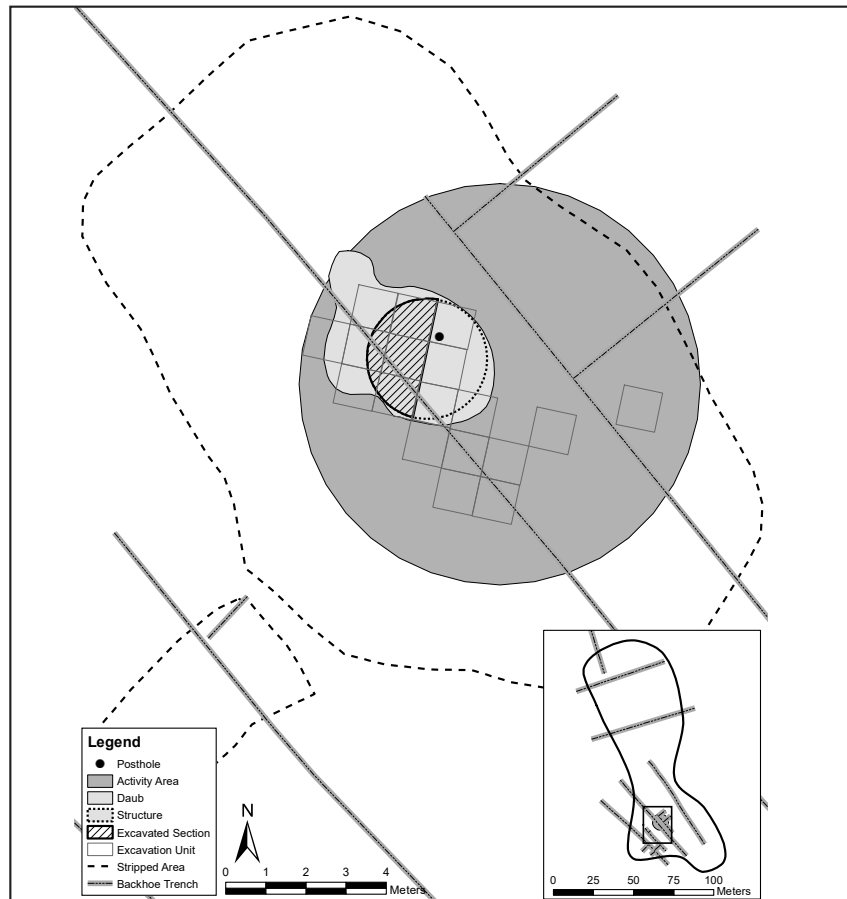 Legend
Posthole
Activity Area
Daub
Structure
Excavated Section
Excavation Unit
Stripped Area
Backhoe Trench
N
0 1 2 3 4
Meters
0 25 50 75 100
Meters